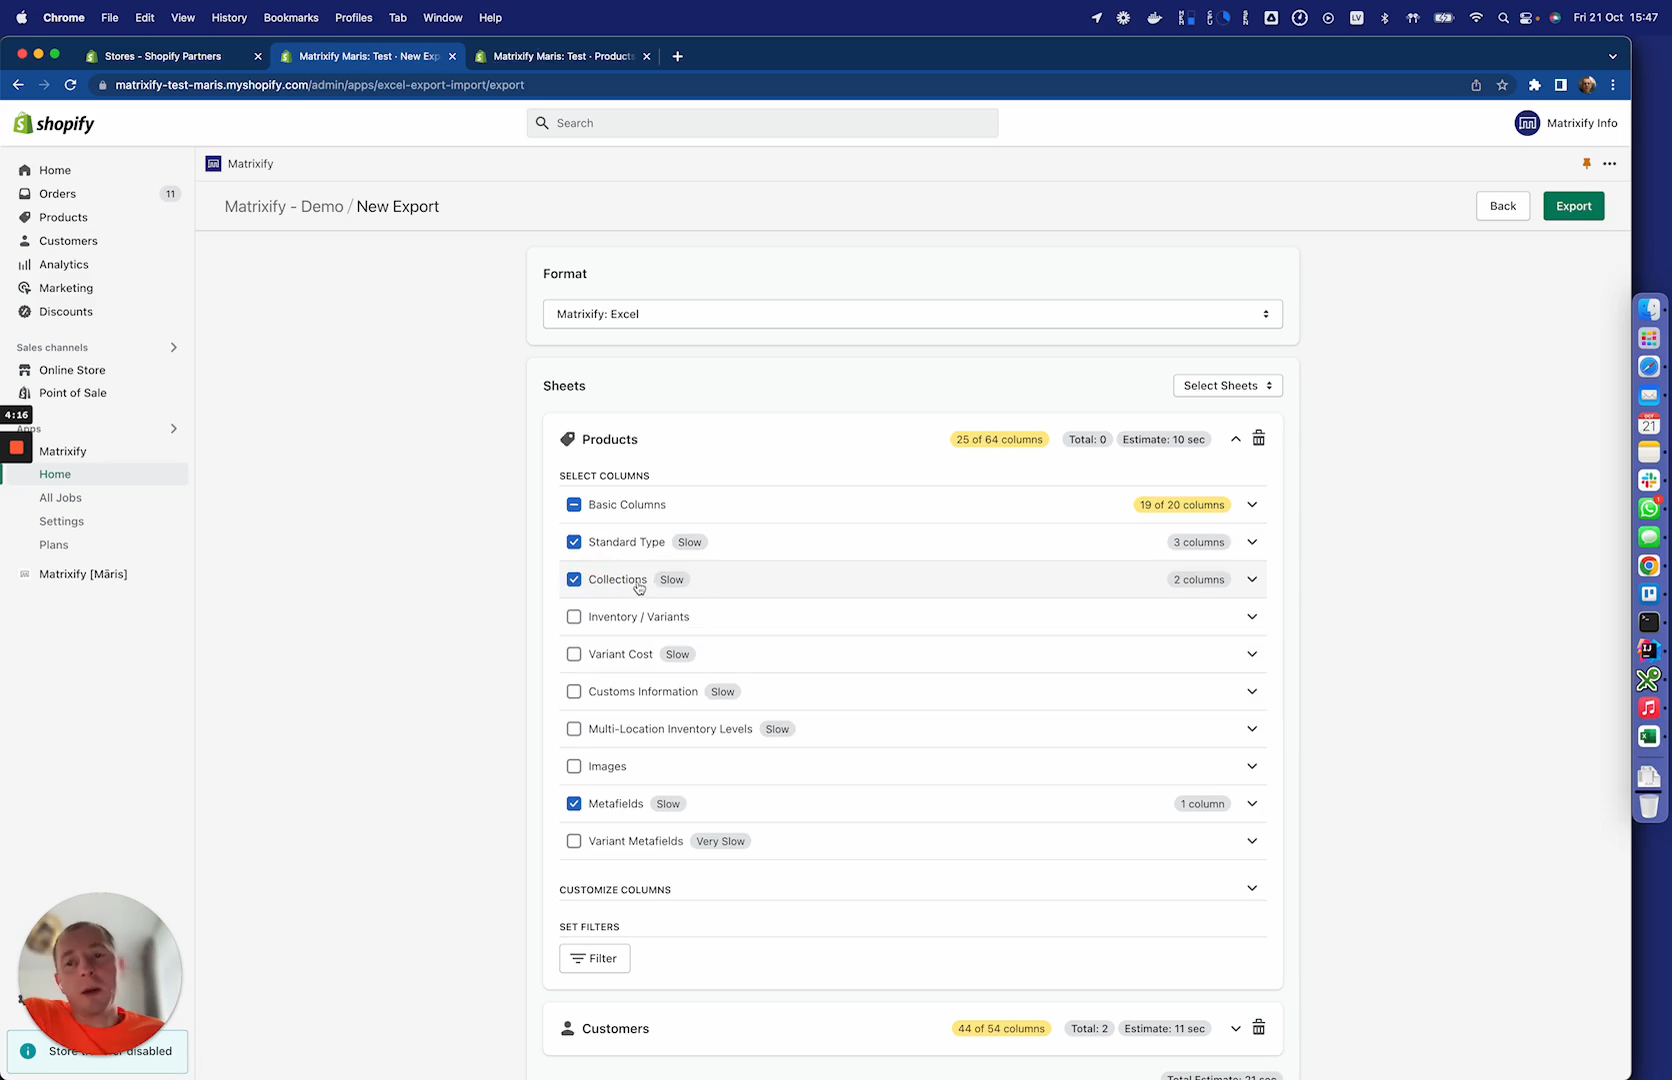 Chrome File Edit View History Bookmarks Profiles Tab Window Help
LV Fri 21 Oct 15:47
Stores - Shopify Partners
Matrixify Maris: Test · New Exp
Matrixify Maris: Test · Products
matrixify-test-maris.myshopify.com/admin/apps/excel-export-import/export
shopify
Search
Matrixify Info
Home
Orders 11
Products
Customers
Analytics
Marketing
Discounts
Sales channels
Online Store
Point of Sale
4:16
Apps
Matrixify
Home
All Jobs
Settings
Plans
Matrixify [Māris]
disabled
Matrixify
Matrixify - Demo / New Export
Back
Export
Format
Matrixify: Excel
Sheets
Select Sheets
Products 25 of 64 columns Total: 0 Estimate: 10 sec
SELECT COLUMNS
Basic Columns 19 of 20 columns
Standard Type Slow 3 columns
Collections Slow 2 columns
Inventory / Variants
Variant Cost Slow
Customs Information Slow
Multi-Location Inventory Levels Slow
Images
Metafields Slow 1 column
Variant Metafields Very Slow
CUSTOMIZE COLUMNS
SET FILTERS
Filter
Customers 44 of 54 columns Total: 2 Estimate: 11 sec
Total Estimate: 21 sec
OCT
21